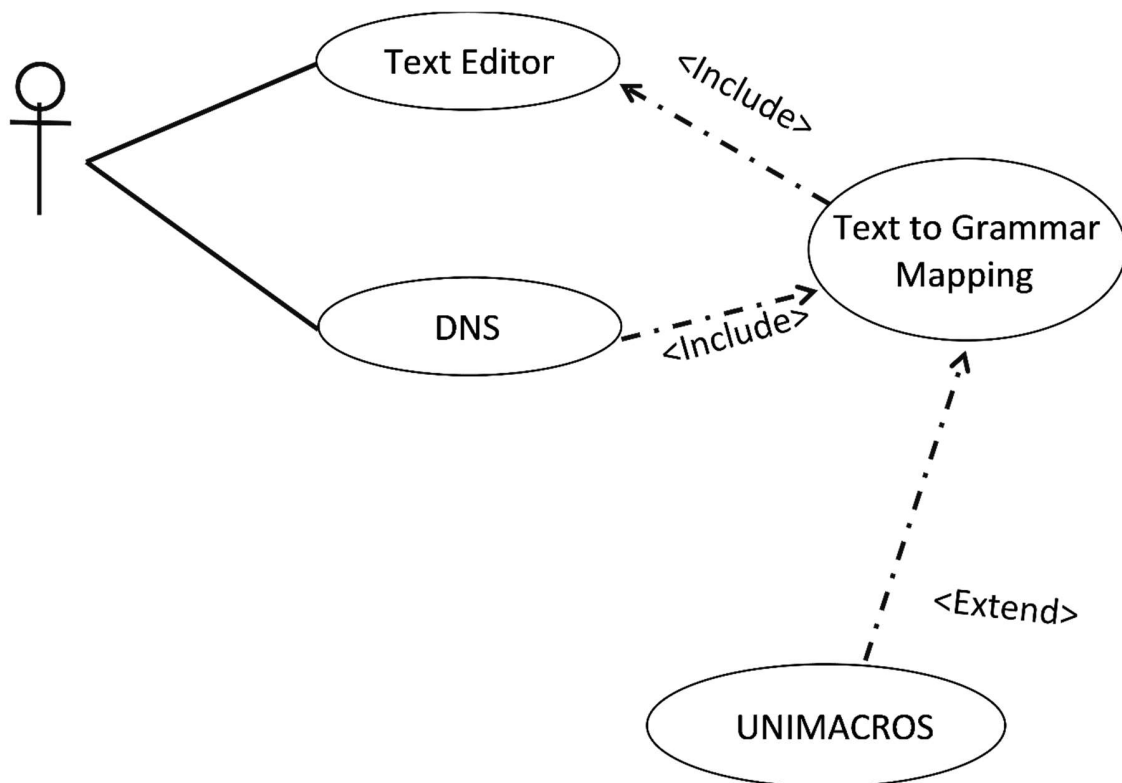 Text Editor
<Include>
Text to Grammar
Mapping
DNS
<Include>
<Extend>
UNIMACROS